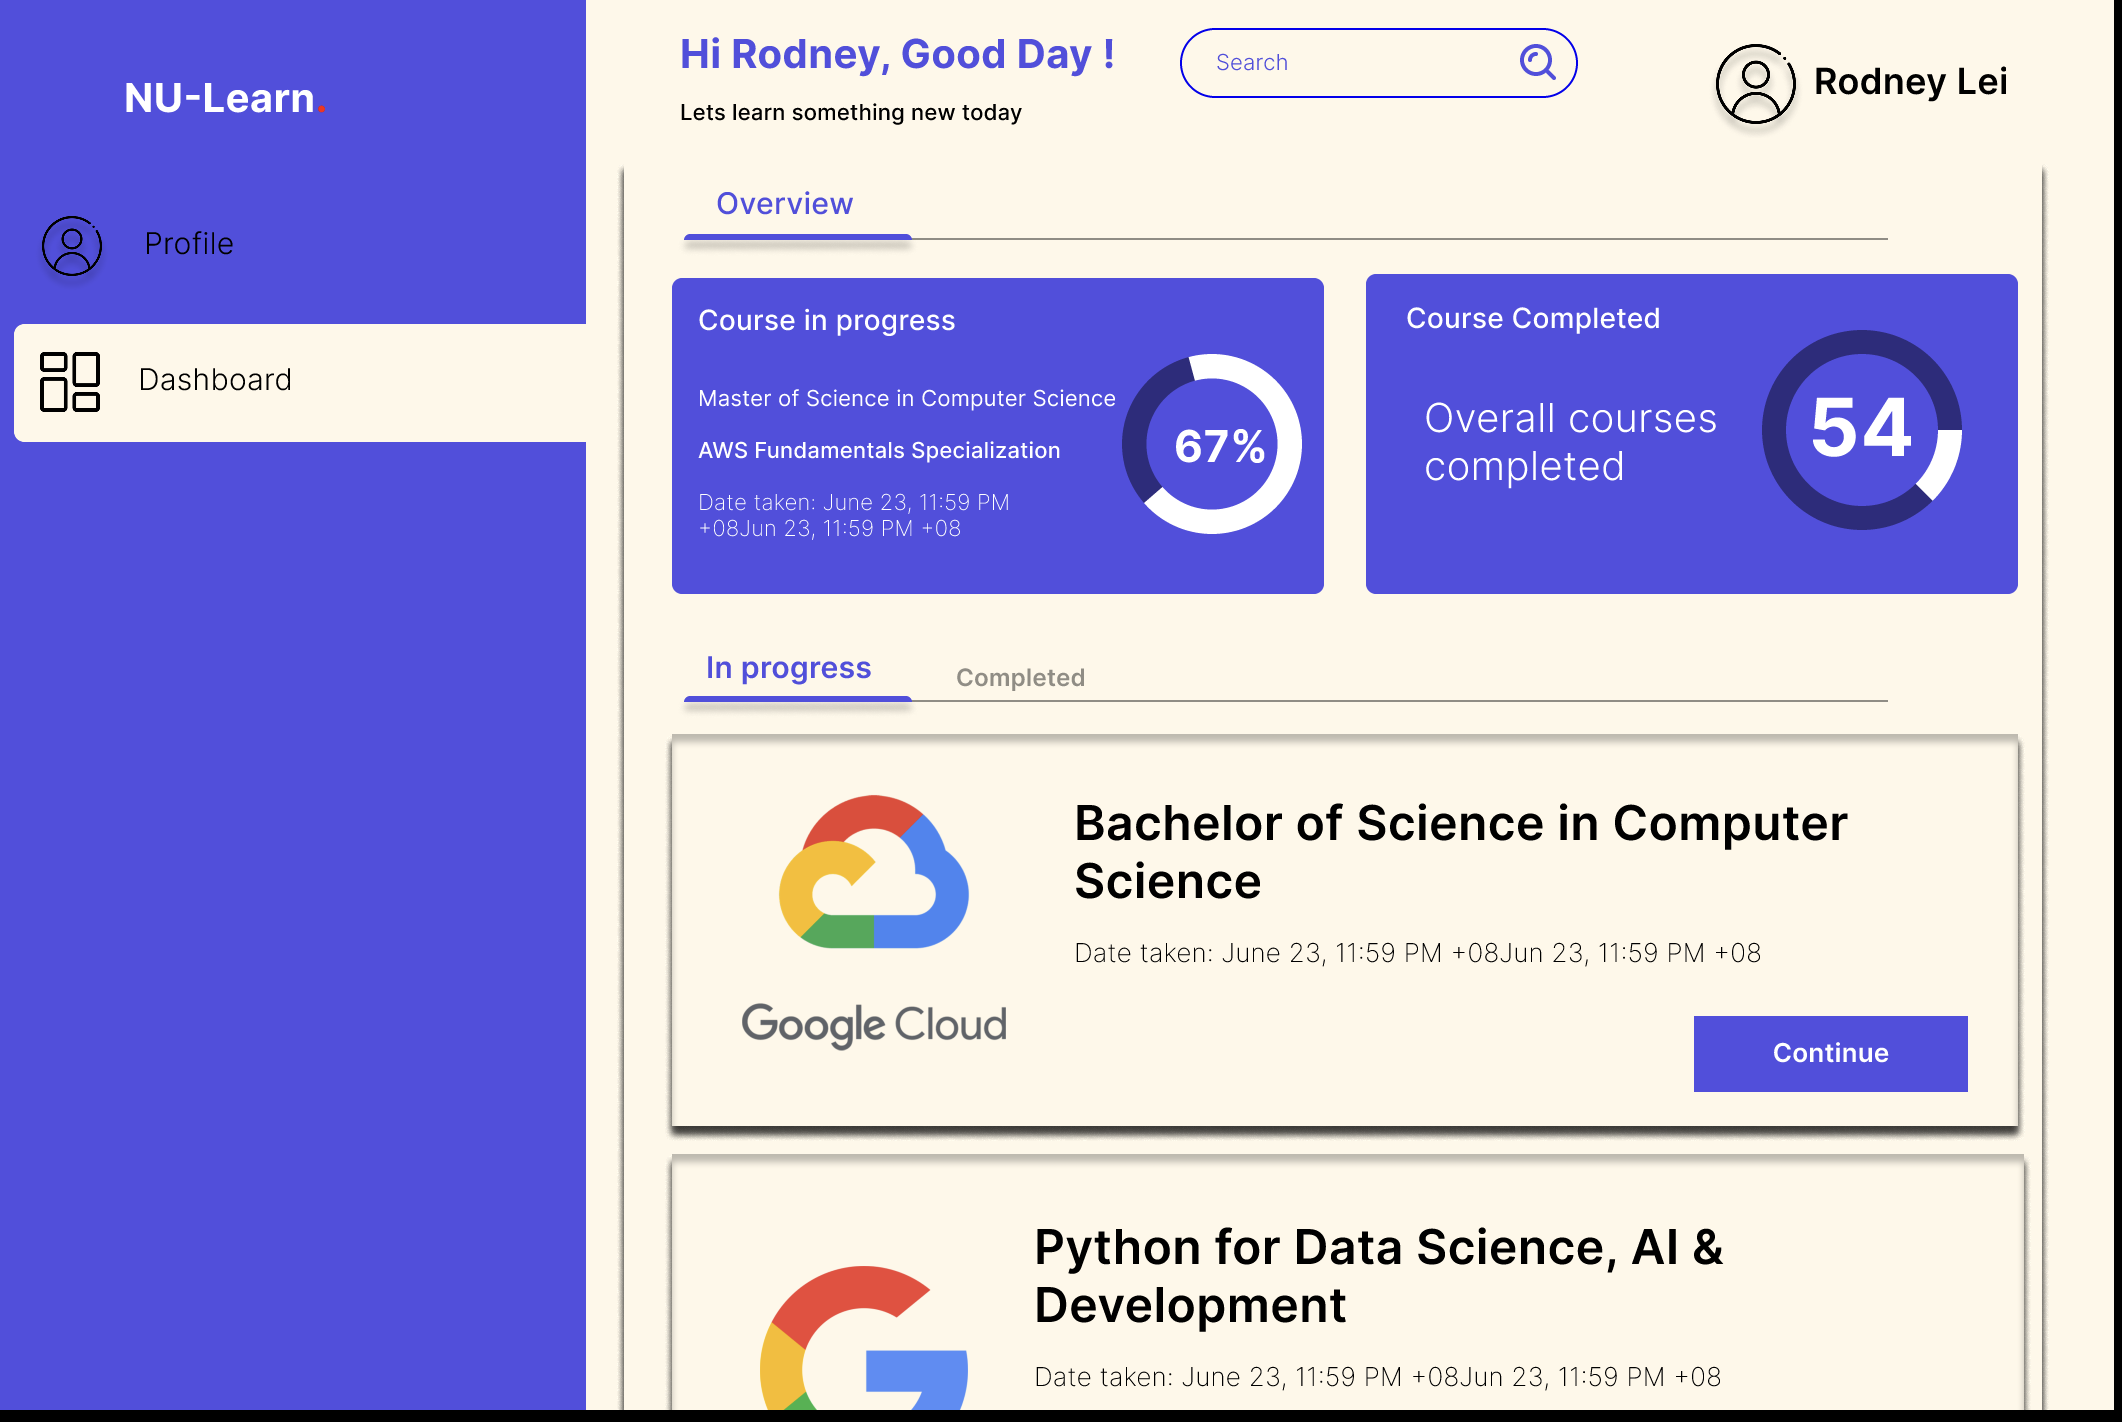 NU-Learn.
Profile
Dashboard
Hi Rodney, Good Day !
Lets learn something new today
Search
Rodney Lei
Overview
Course in progress
Master of Science in Computer Science
AWS Fundamentals Specialization
Date taken: June 23, 11:59 PM
+08Jun 23, 11:59 PM +08
67%
Course Completed
Overall courses
completed
54
In progress
Completed
Bachelor of Science in Computer
Science
Date taken: June 23, 11:59 PM +08Jun 23, 11:59 PM +08
Google Cloud
Continue
Python for Data Science, AI &
Development
Date taken: June 23, 11:59 PM +08Jun 23, 11:59 PM +08